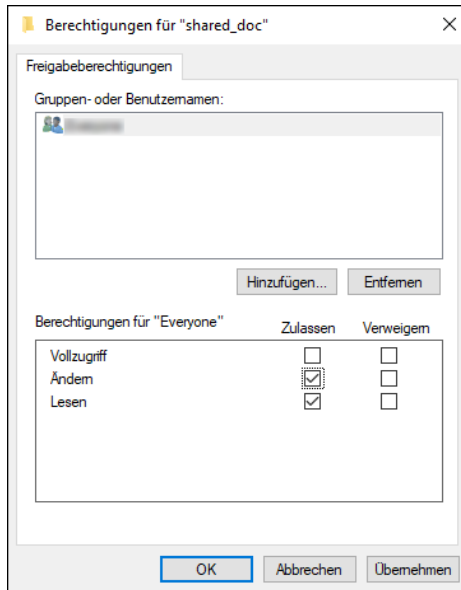 Berechtigungen für "shared_doc"
Freigabeberechtigungen
Gruppen- oder Benutzernamen:
Hinzufügen...
Entfernen
Berechtigungen für "Everyone"
Zulassen
Verweigern
Vollzugriff
Ändern
Lesen
OK
Abbrechen
Übernehmen